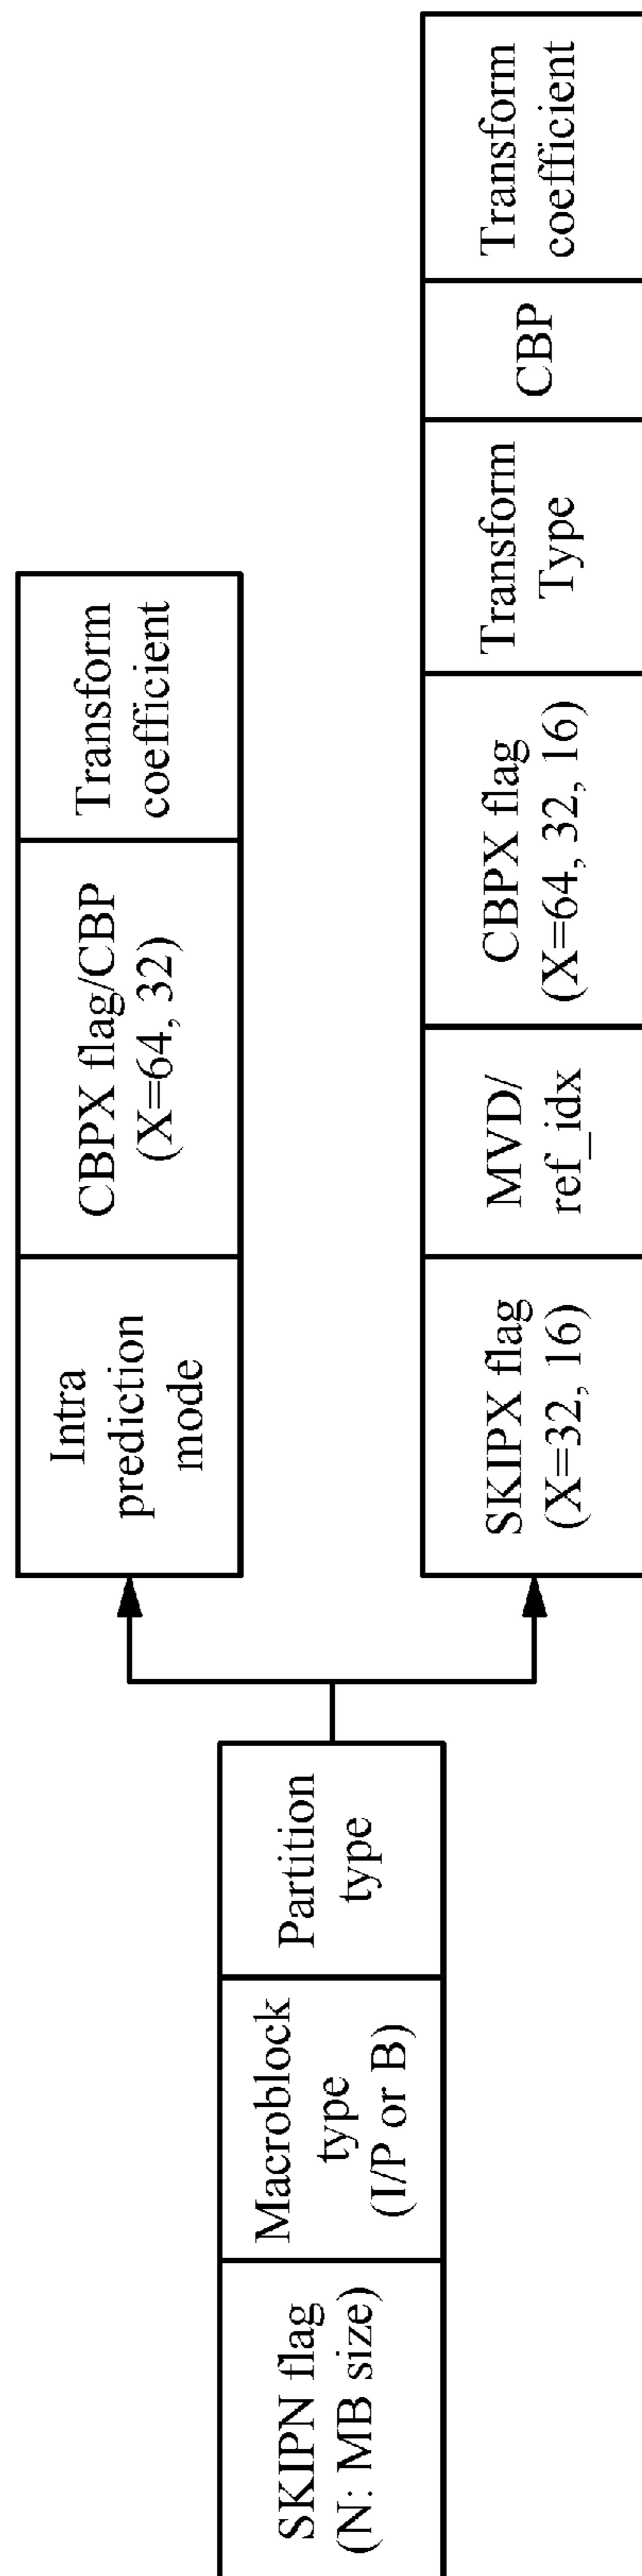 SKIPN flag
(N: MB size)
Macroblock
type
(I/P or B)
Partition
type
Intra
prediction
mode
CBPX flag/CBP
(X=64, 32)
Transform
coefficient
SKIPX flag
(X=32, 16)
MVD/
ref_idx
CBPX flag
(X=64, 32, 16)
Transform
Type
CBP
Transform
coefficient